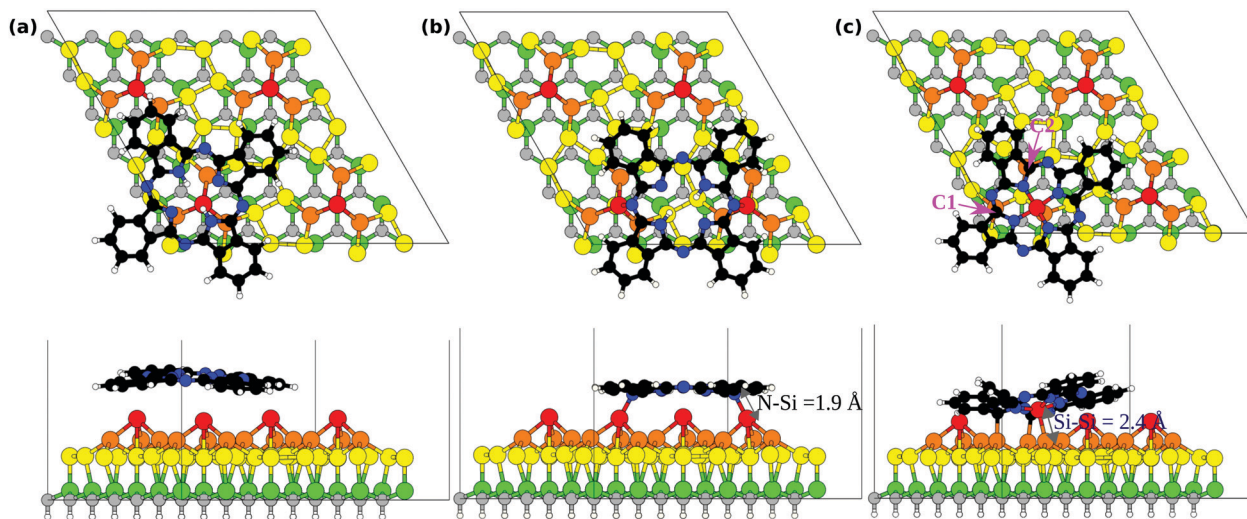 (a)
(b)
(c)
C2
C1
N-Si =1.9 Å
Si-Si = 2.4 Å